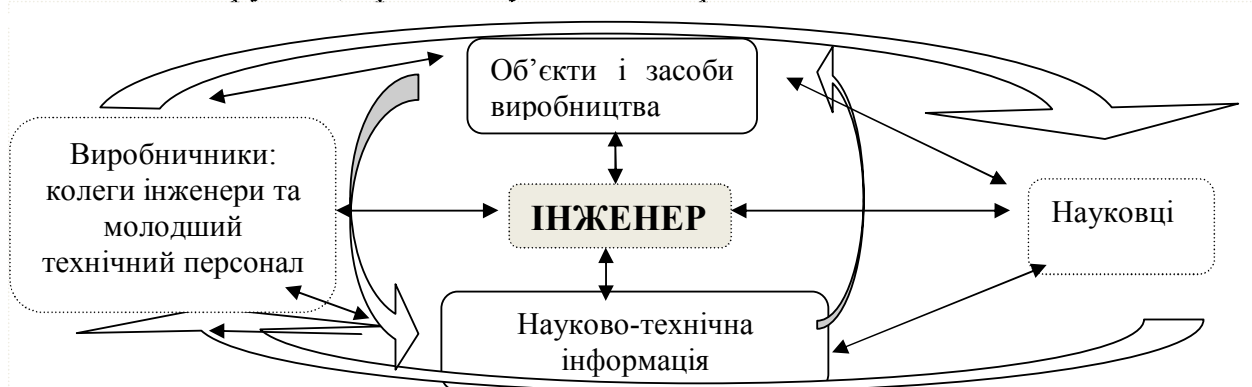 Об’єкти і засоби
виробництва
Виробничники:
колеги інженери та
молодший
технічний персонал
ІНЖЕНЕР
Науковці
Науково-технічна
інформація